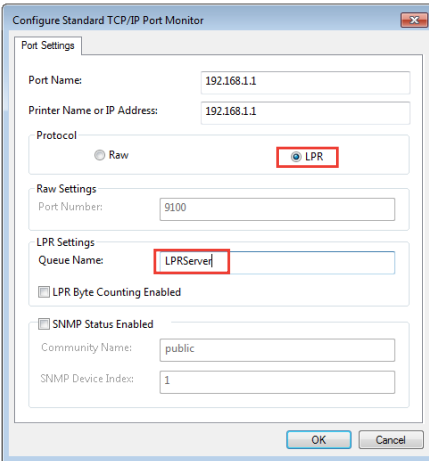 Configure Standard TCP/IP Port Monitor
Port Settings
Port Name: 192.168.1.1
Printer Name or IP Address: 192.168.1.1
Protocol
Raw LPR
Raw Settings
Port Number: 9100
LPR Settings
Queue Name: LPRServer
LPR Byte Counting Enabled
SNMP Status Enabled
Community Name: public
SNMP Device Index: 1
OK Cancel